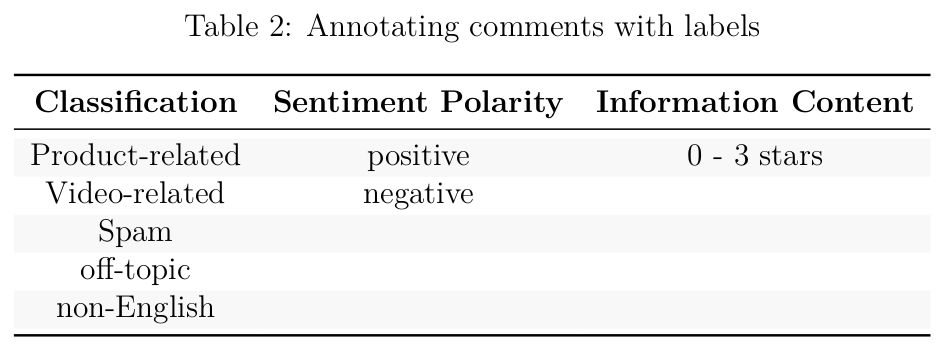 Table 2: Annotating comments with labels
Classification Sentiment Polarity Information Content
Product-related positive 0 - 3 stars
Video-related negative
Spam
off-topic
non-English